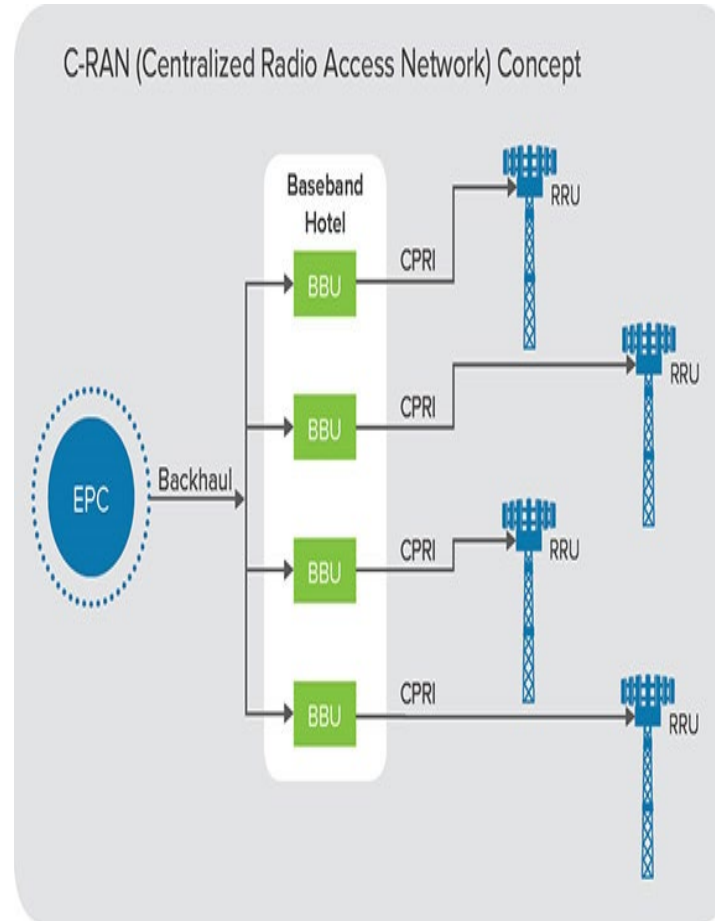 C-RAN (Centralized Radio Access Network) Concept
Baseband
Hotel
EPC
Backhaul
BBU
CPRI
RRU
BBU
CPRI
RRU
BBU
CPRI
RRU
BBU
CPRI
RRU